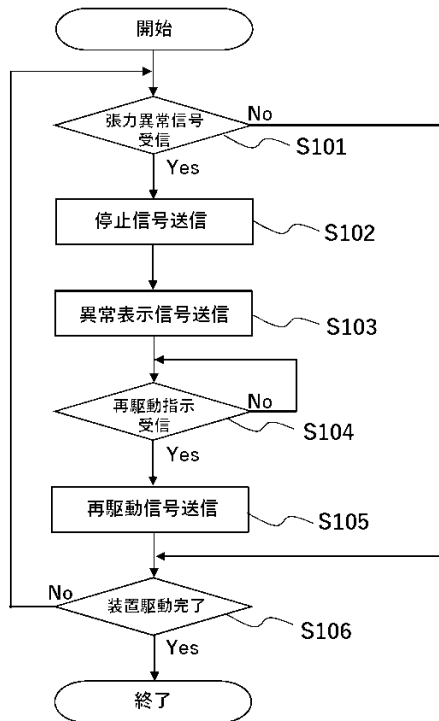 開始
張力異常信号
受信
No
S101
Yes
停止信号送信
S102
異常表示信号送信
S103
再駆動指示
受信
No
S104
Yes
再駆動信号送信
S105
No
装置駆動完了
S106
Yes
終了